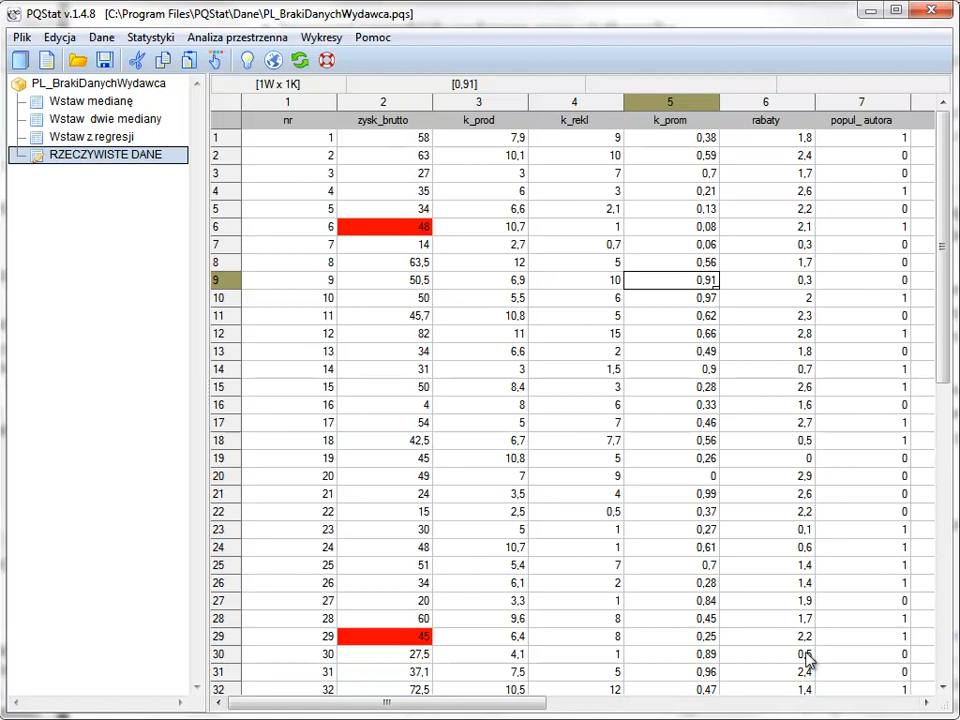 PQStat v.1.4.8 [C:\Program Files\PQStat\Dane\PL_BrakiDanychWydawca.pqs]
Plik Edycja Dane Statystyki Analiza przestrzenna Wykresy Pomoc
PL_BrakiDanychWydawca
Wstaw medianę
Wstaw dwie mediany
Wstaw z regresji
RZECZYWISTE DANE
[1W x 1K] [0,91]
1 2 3 4 5 6 7
nr zysk_brutto k_prod k_rekl k_prom rabaty popul_ autora
1 1 58 7,9 9 0,38 1,8 1
2 2 63 10,1 10 0,59 2,4 0
3 3 27 3 7 0,7 1,7 0
4 4 35 6 3 0,21 2,6 1
5 5 34 6,6 2,1 0,13 2,2 0
6 6 48 10,7 1 0,08 2,1 1
7 7 14 2,7 0,7 0,06 0,3 0
8 8 63,5 12 5 0,56 1,7 0
9 9 50,5 6,9 10 0,91 0,3 0
10 10 50 5,5 6 0,97 2 1
11 11 45,7 10,8 5 0,62 2,3 0
12 12 82 11 15 0,66 2,8 1
13 13 34 6,6 2 0,49 1,8 0
14 14 31 3 1,5 0,9 0,7 1
15 15 50 8,4 3 0,28 2,6 1
16 16 4 8 6 0,33 1,6 0
17 17 54 5 7 0,46 2,7 1
18 18 42,5 6,7 7,7 0,56 0,5 1
19 19 45 10,8 5 0,26 0 0
20 20 49 7 9 0 2,9 0
21 21 24 3,5 4 0,99 2,6 0
22 22 15 2,5 0,5 0,37 2,2 0
23 23 30 5 1 0,27 0,1 1
24 24 48 10,7 1 0,61 0,6 1
25 25 51 5,4 7 0,7 1,4 1
26 26 34 6,1 2 0,28 1,4 1
27 27 20 3,3 1 0,84 1,9 0
28 28 60 9,6 8 0,45 1,7 1
29 29 45 6,4 8 0,25 2,2 1
30 30 27,5 4,1 1 0,89 0
31 31 37,1 7,5 5 0,96 2,4 0
32 32 72,5 10,5 12 0,47 1,4 1